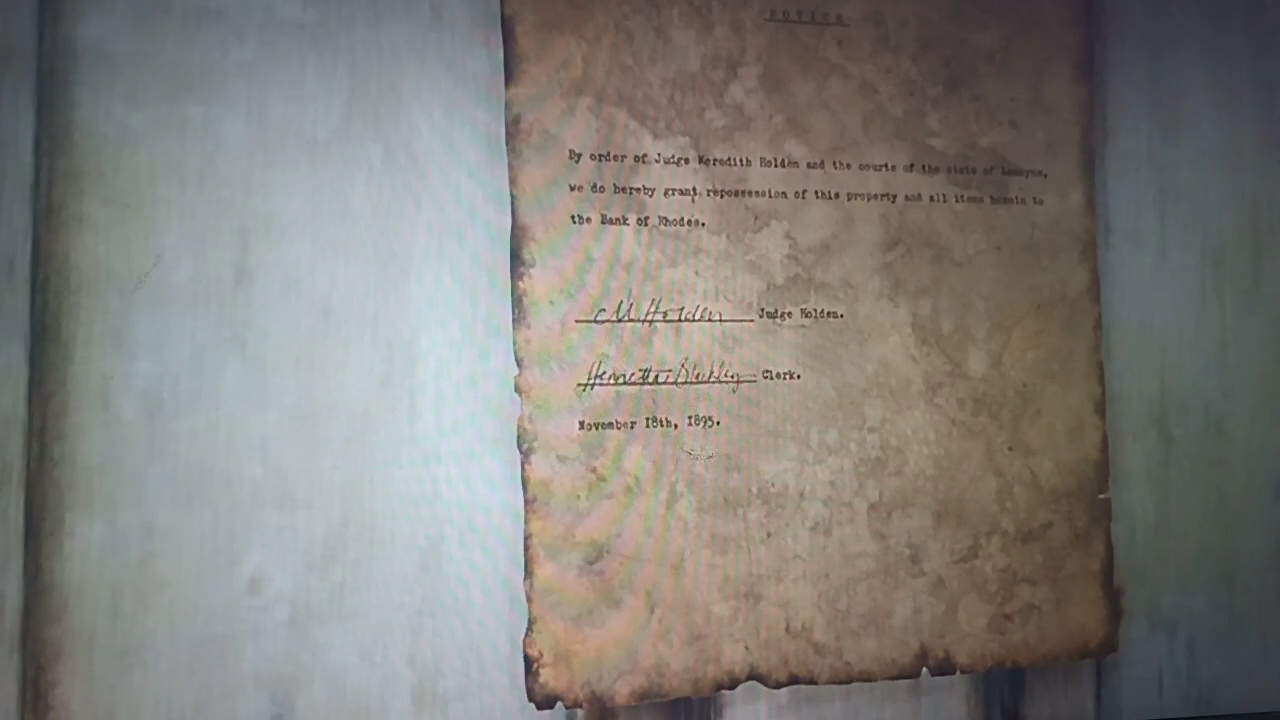 NOTICE
By order of Judge Meredith Holden and the courts of the state of Lemoyne,
we do hereby grant repossession of this property and all items herein to
the Bank of Rhodes.
M. Holden Judge Holden.
Henrietta Clerk.
November 18th, 1895.